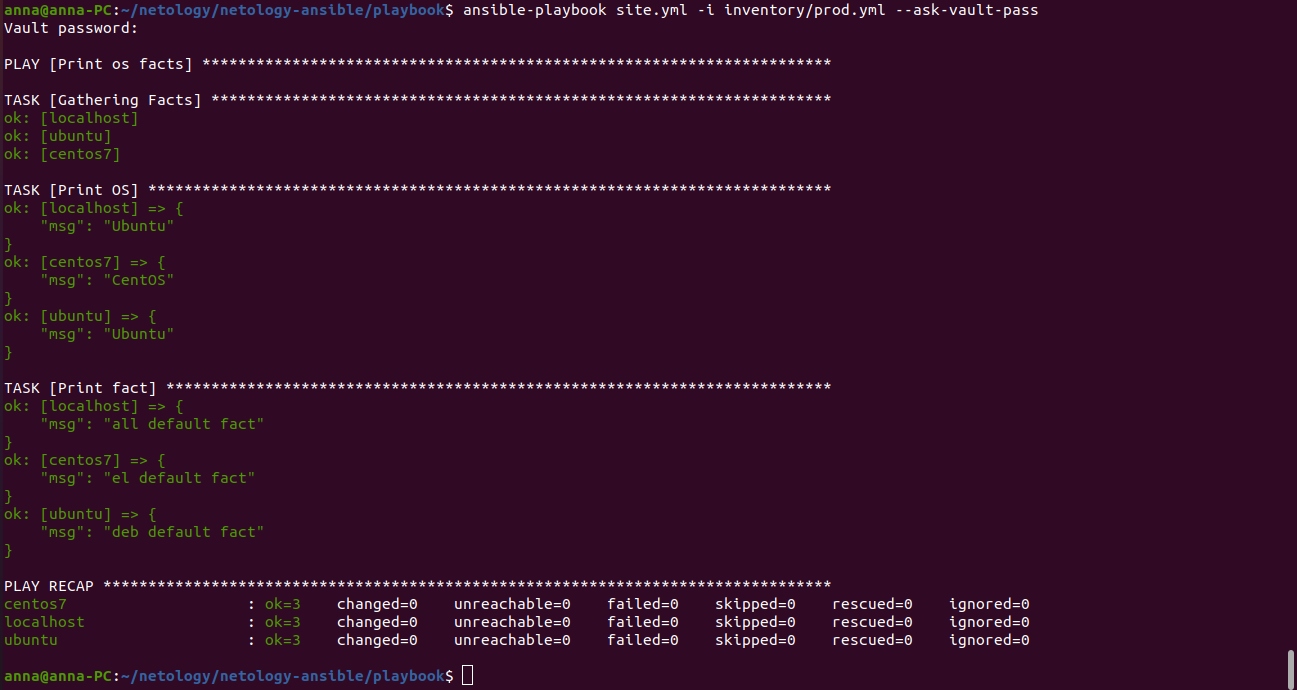 anna@anna-PC:~/netology/netology-ansible/playbook$ ansible-playbook site.yml -i inventory/prod.yml --ask-vault-pass
Vault password:

PLAY [Print os facts] **********************************************************************

TASK [Gathering Facts] *********************************************************************
ok: [localhost]
ok: [ubuntu]
ok: [centos7]

TASK [Print OS] ****************************************************************************
ok: [localhost] => {
    "msg": "Ubuntu"
}
ok: [centos7] => {
    "msg": "CentOS"
}
ok: [ubuntu] => {
    "msg": "Ubuntu"
}

TASK [Print fact] **************************************************************************
ok: [localhost] => {
    "msg": "all default fact"
}
ok: [centos7] => {
    "msg": "el default fact"
}
ok: [ubuntu] => {
    "msg": "deb default fact"
}

PLAY RECAP *********************************************************************************
centos7                    : ok=3    changed=0    unreachable=0    failed=0    skipped=0    rescued=0    ignored=0
localhost                  : ok=3    changed=0    unreachable=0    failed=0    skipped=0    rescued=0    ignored=0
ubuntu                     : ok=3    changed=0    unreachable=0    failed=0    skipped=0    rescued=0    ignored=0

anna@anna-PC:~/netology/netology-ansible/playbook$